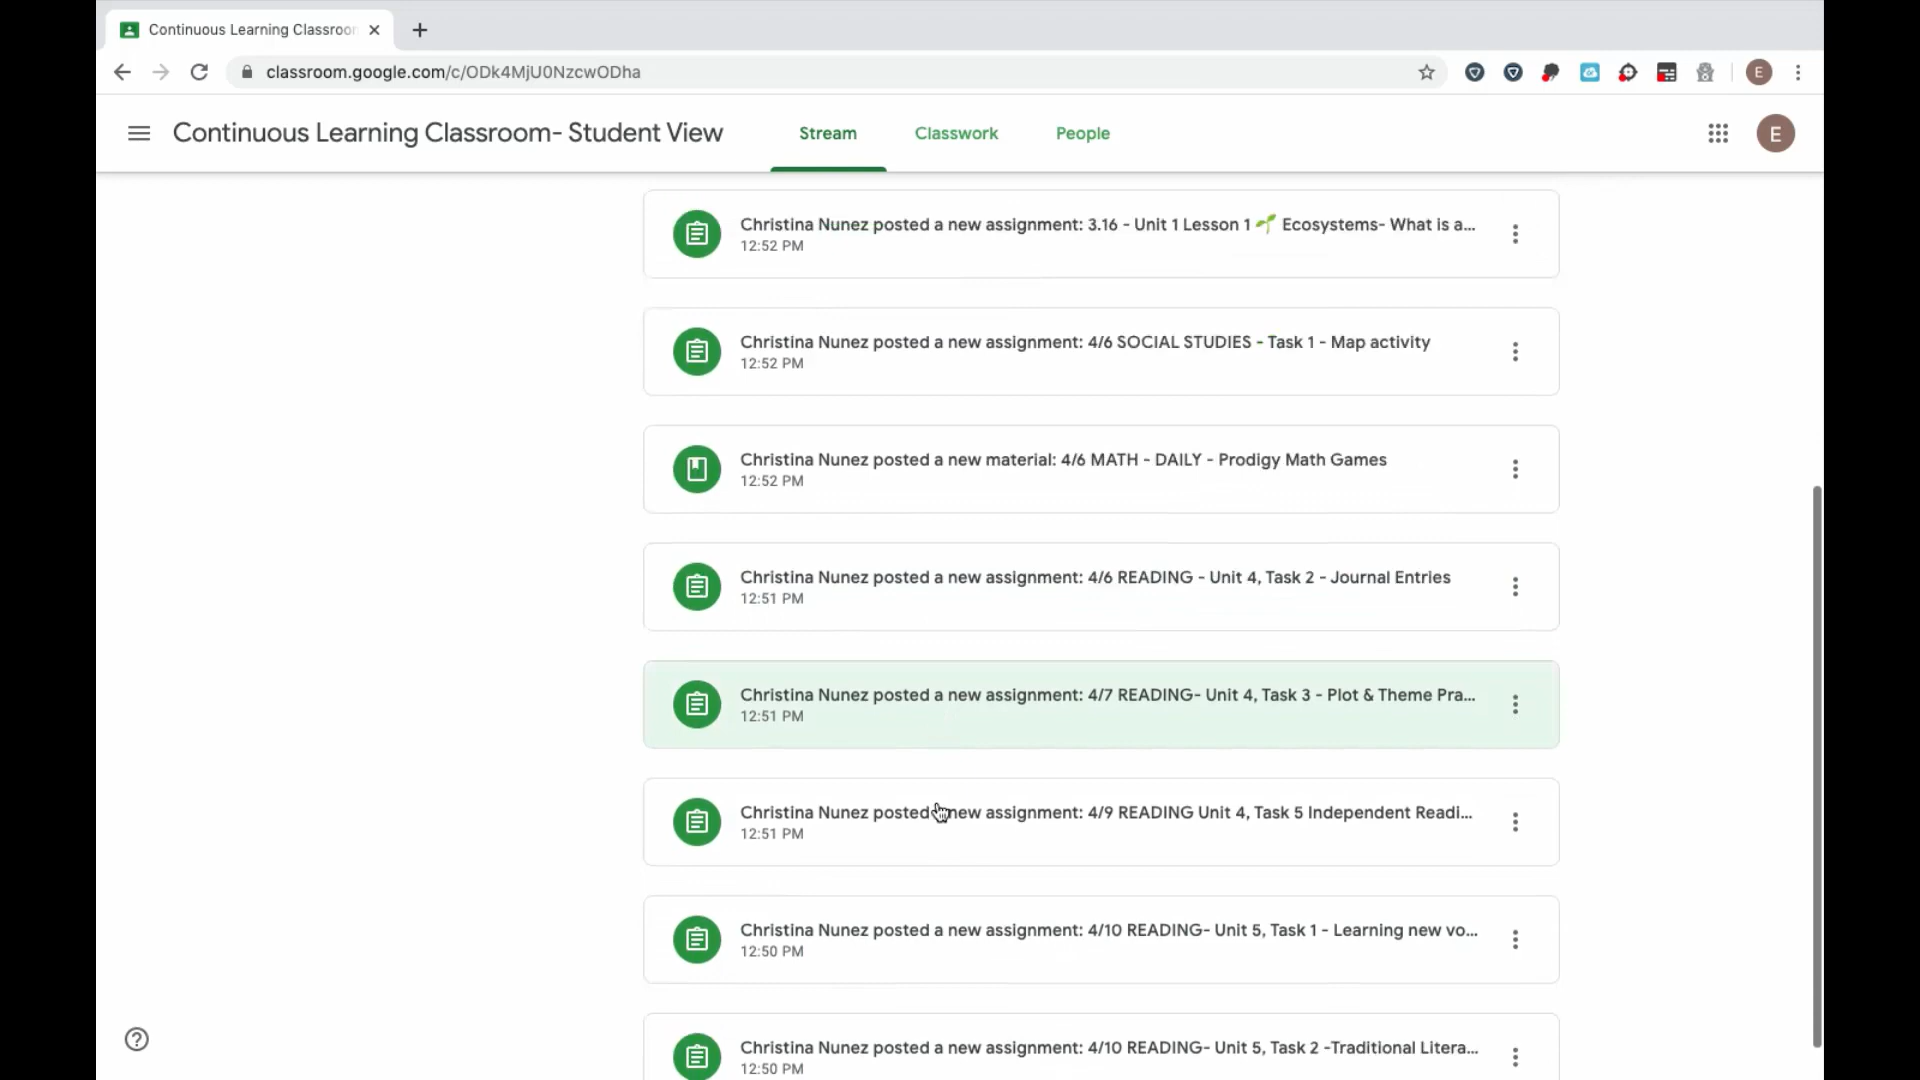 Continuous Learning Classroon
classroom.google.com/c/ODk4MjU0NzcwODha
E
Continuous Learning Classroom- Student View
Stream
Classwork
People
E
Christina Nunez posted a new assignment: 3.16 - Unit 1 Lesson 1 🌱 Ecosystems- What is a...
12:52 PM
Christina Nunez posted a new assignment: 4/6 SOCIAL STUDIES - Task 1 - Map activity
12:52 PM
Christina Nunez posted a new material: 4/6 MATH - DAILY - Prodigy Math Games
12:52 PM
Christina Nunez posted a new assignment: 4/6 READING - Unit 4, Task 2 - Journal Entries
12:51 PM
Christina Nunez posted a new assignment: 4/7 READING- Unit 4, Task 3 - Plot & Theme Pra...
12:51 PM
Christina Nunez posted a new assignment: 4/9 READING Unit 4, Task 5 Independent Readi...
12:51 PM
Christina Nunez posted a new assignment: 4/10 READING- Unit 5, Task 1 - Learning new vo...
12:50 PM
Christina Nunez posted a new assignment: 4/10 READING- Unit 5, Task 2 -Traditional Litera...
12:50 PM